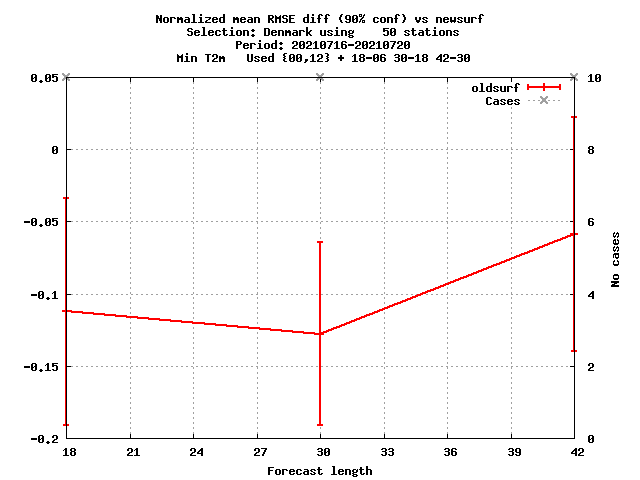 Normalized mean RMSE diff (90% conf) vs newsurf
Selection: Denmark using    50 stations
Period: 20210716-20210720
Min T2m   Used {00,12} + 18-06 30-18 42-30
oldsurf
Cases
0.05
0
-0.05
-0.1
-0.15
-0.2
10
8
6
4
2
0
No cases
18 21 24 27 30 33 36 39 42
Forecast length